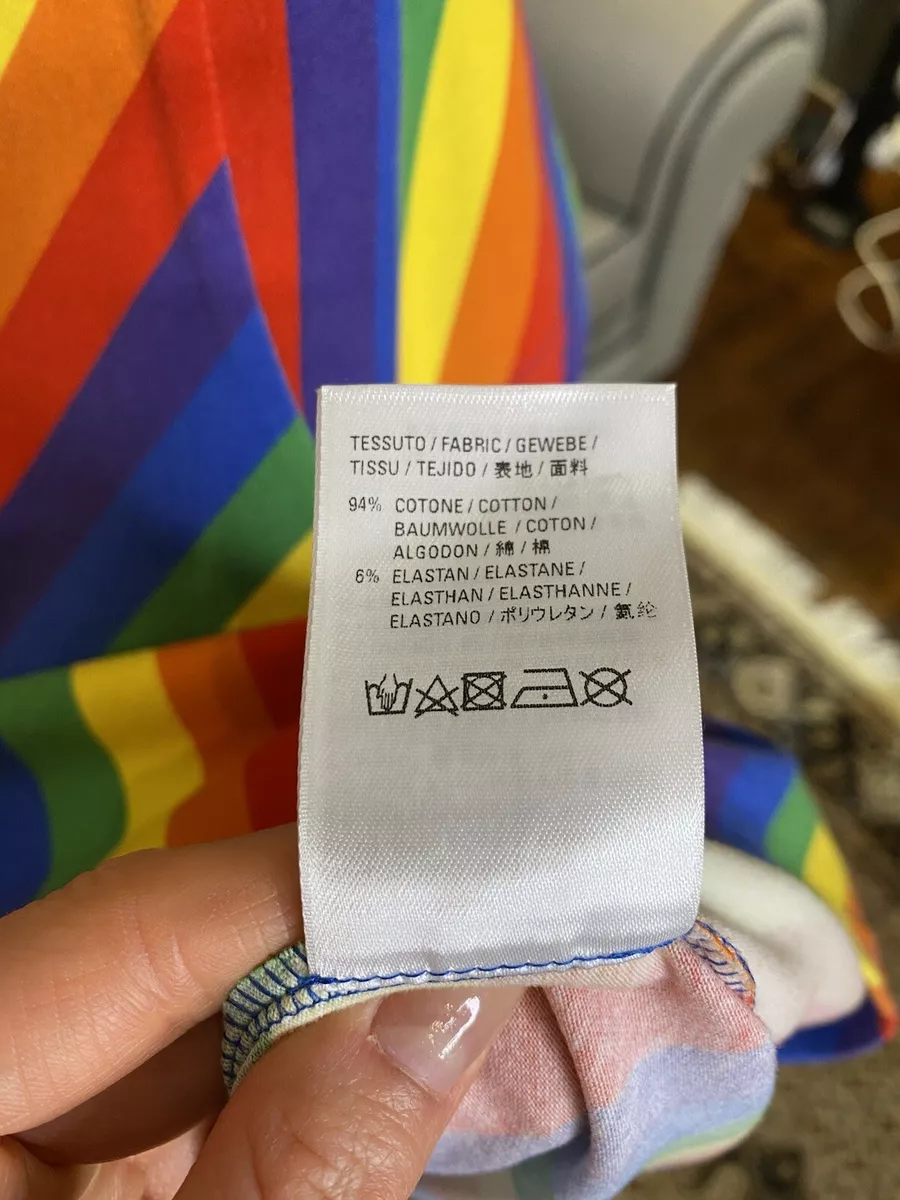 TESSUTO / FABRIC / GEWEBE /
TISSU / TEJIDO / 表地 / 面料
94% COTONE / COTTON /
BAUMWOLLE / COTON /
ALGODON / 綿 / 棉
6% ELASTAN / ELASTANE /
ELASTHAN / ELASTHANNE /
ELASTANO / ポリウレタン / 氨纶